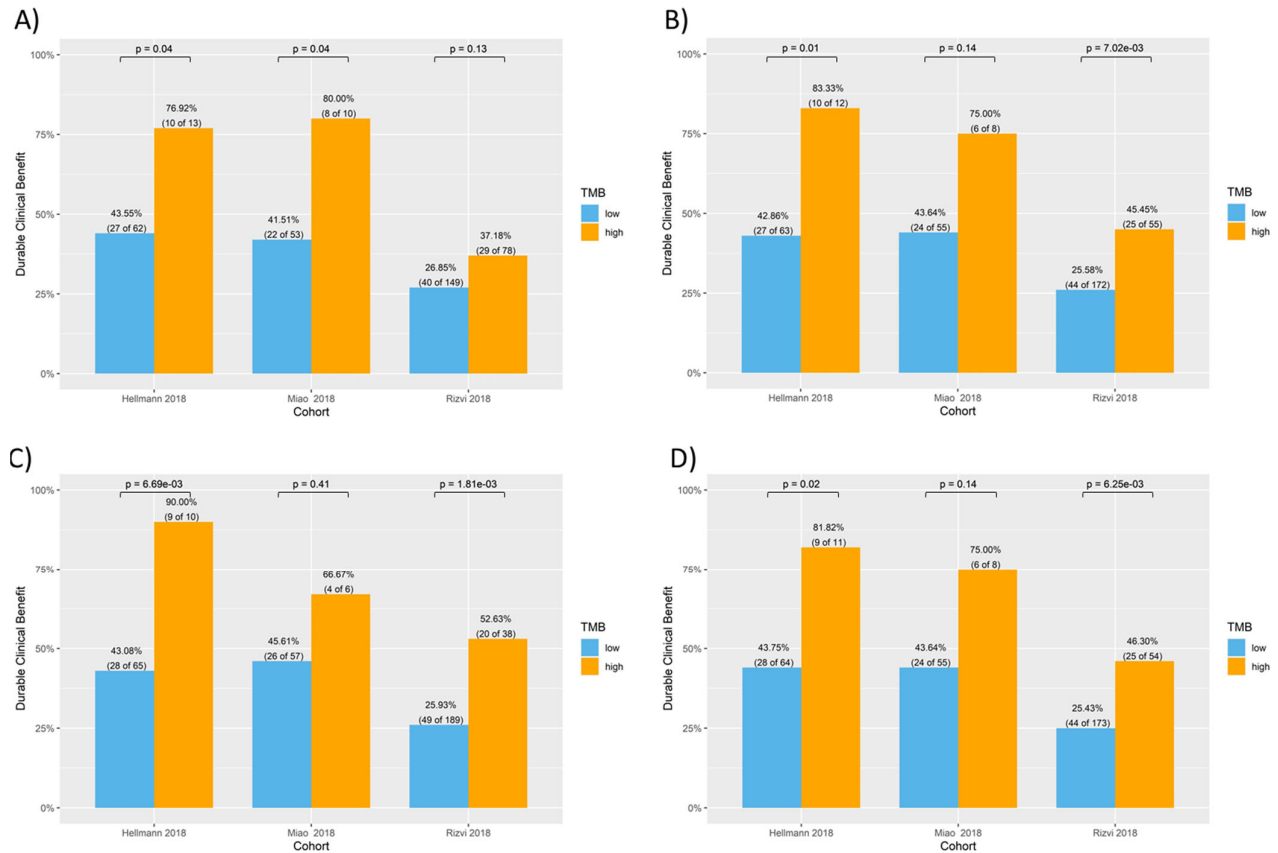 A)
p = 0.04
p = 0.04
p = 0.13
100%
75%
50%
25%
0%
Durable Clinical Benefit
76.92%
(10 of 13)
80.00%
(8 of 10)
43.55%
(27 of 62)
41.51%
(22 of 53)
37.18%
(29 of 78)
26.85%
(40 of 149)
TMB
low
high
Hellmann 2018
Miao 2018
Rizvi 2018
Cohort
B)
p = 0.01
p = 0.14
p = 7.02e-03
100%
75%
50%
25%
0%
Durable Clinical Benefit
83.33%
(10 of 12)
75.00%
(6 of 8)
42.86%
(27 of 63)
43.64%
(24 of 55)
45.45%
(25 of 55)
25.58%
(44 of 172)
TMB
low
high
Hellmann 2018
Miao 2018
Rizvi 2018
Cohort
C)
p = 6.69e-03
p = 0.41
p = 1.81e-03
100%
75%
50%
25%
0%
Durable Clinical Benefit
90.00%
(9 of 10)
66.67%
(4 of 6)
43.08%
(28 of 65)
45.61%
(26 of 57)
52.63%
(20 of 38)
25.93%
(49 of 189)
TMB
low
high
Hellmann 2018
Miao 2018
Rizvi 2018
Cohort
D)
p = 0.02
p = 0.14
p = 6.25e-03
100%
75%
50%
25%
0%
Durable Clinical Benefit
81.82%
(9 of 11)
75.00%
(6 of 8)
43.75%
(28 of 64)
43.64%
(24 of 55)
46.30%
(25 of 54)
25.43%
(44 of 173)
TMB
low
high
Hellmann 2018
Miao 2018
Rizvi 2018
Cohort